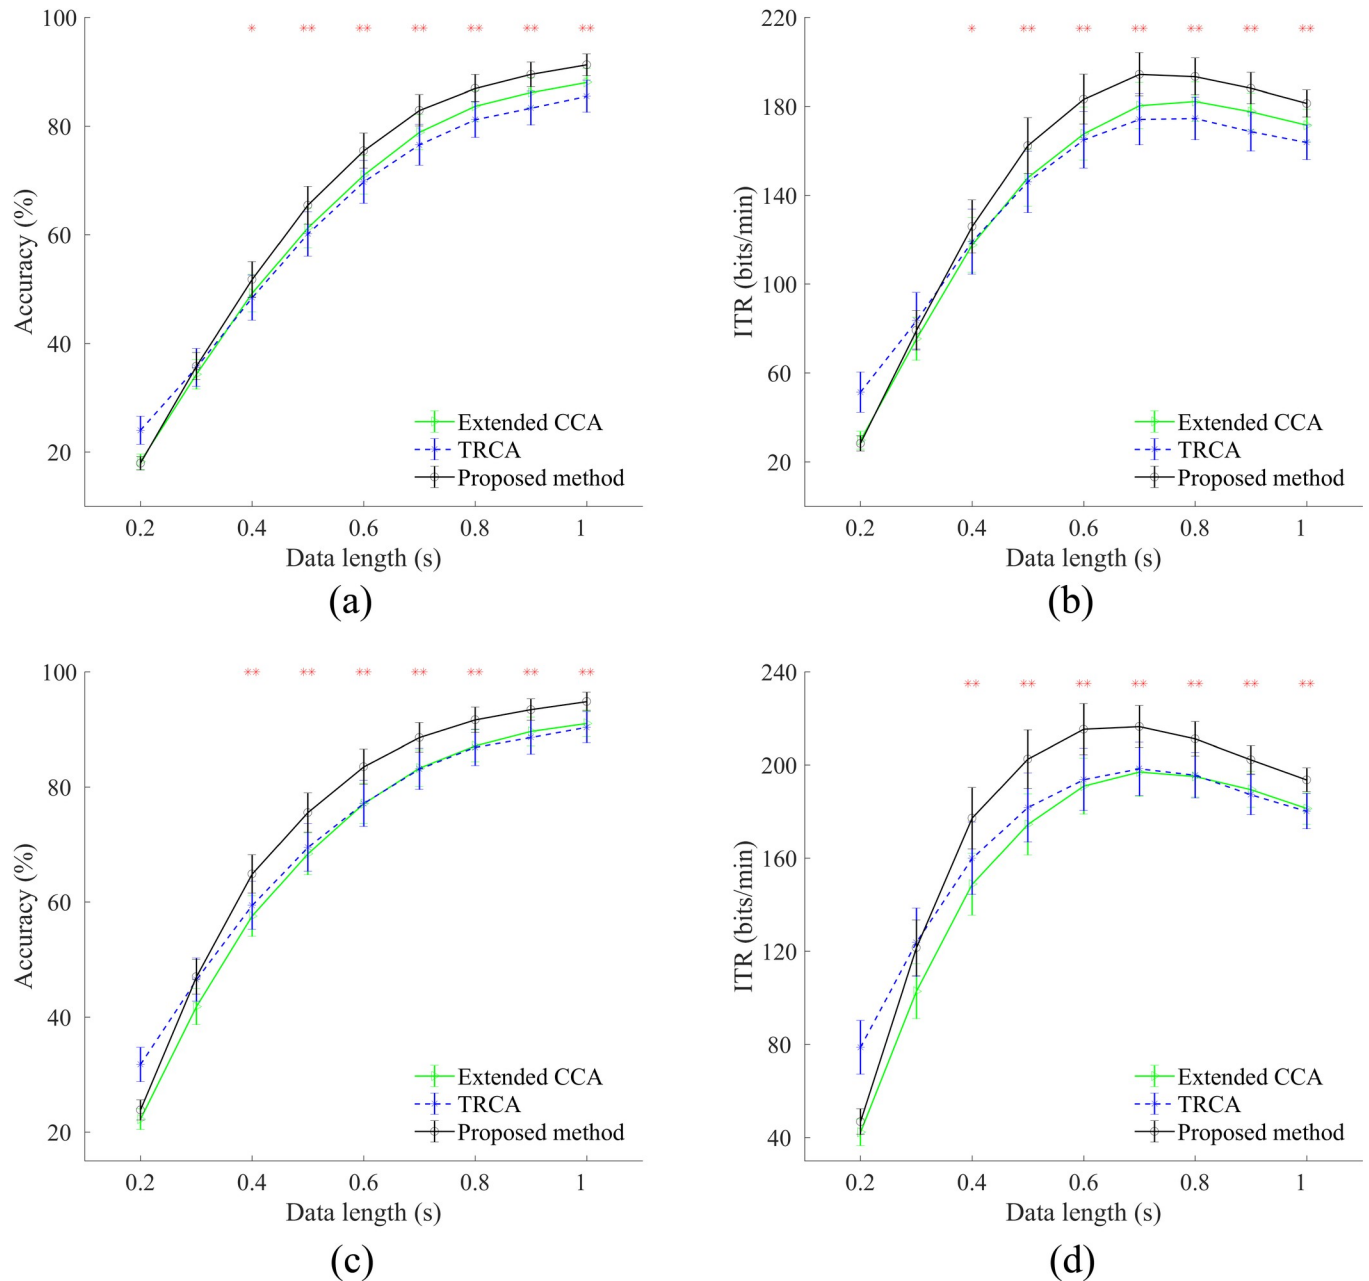 * ** ** ** ** ** **
100
80
60
40
20
Accuracy (%)
Extended CCA
TRCA
Proposed method
0.2 0.4 0.6 0.8 1
Data length (s)
(a)
* ** ** ** ** ** **
220
180
140
100
60
20
ITR (bits/min)
Extended CCA
TRCA
Proposed method
0.2 0.4 0.6 0.8 1
Data length (s)
(b)
** ** ** ** ** ** **
100
80
60
40
20
Accuracy (%)
Extended CCA
TRCA
Proposed method
0.2 0.4 0.6 0.8 1
Data length (s)
(c)
** ** ** ** ** ** **
240
200
160
120
80
40
ITR (bits/min)
Extended CCA
TRCA
Proposed method
0.2 0.4 0.6 0.8 1
Data length (s)
(d)